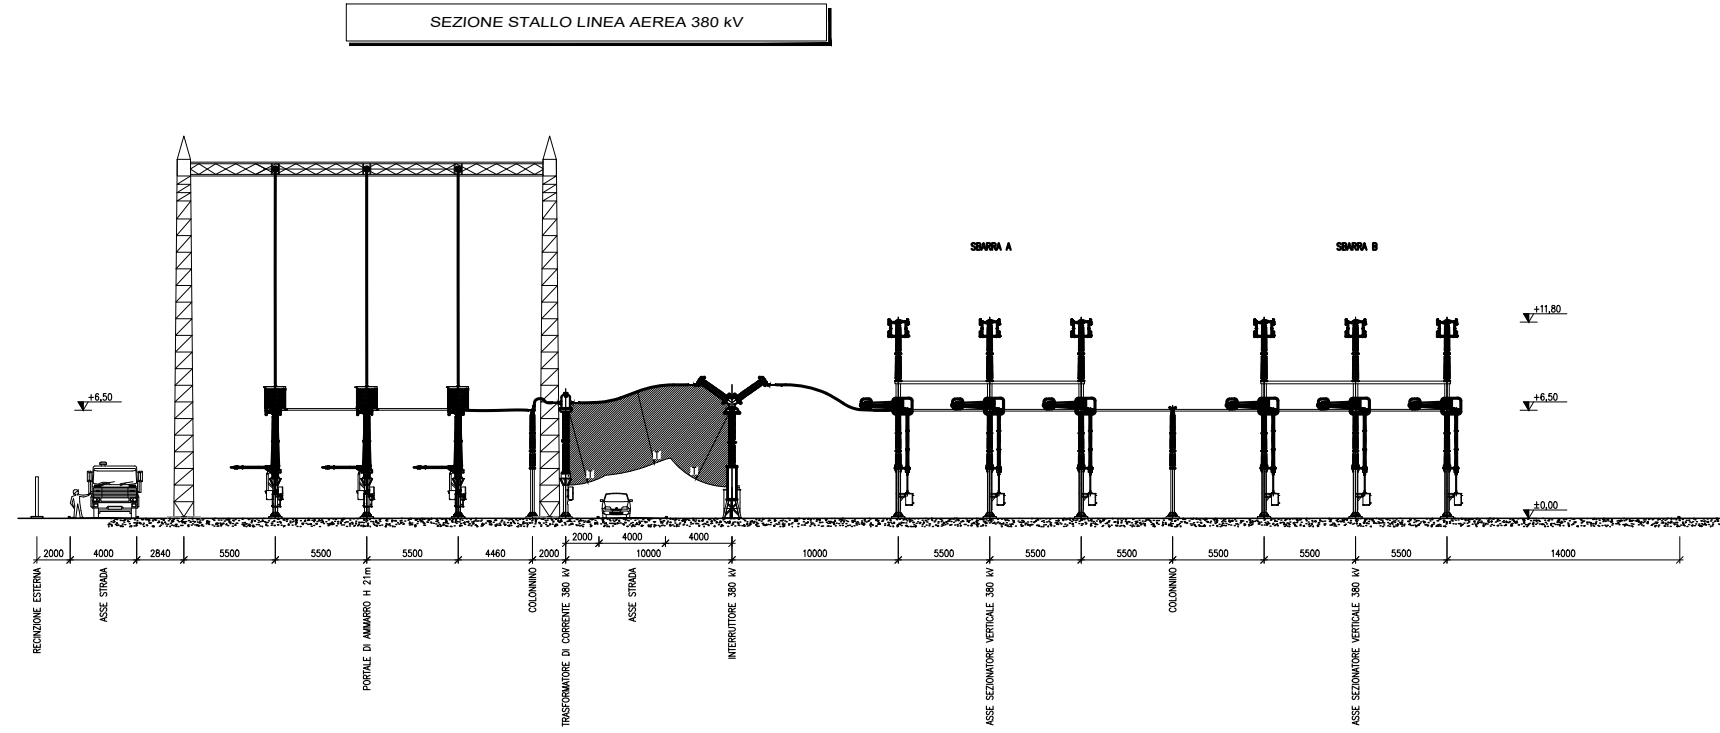 SEZIONE STALLO LINEA AEREA 380 kV
SBARRA A
SBARRA B
+11,80
+6,50
+6,50
±0,00
2000 4000 4000
2000 4000 2840 5500 5500 5500 4460 2000 10000 10000 5500 5500 5500 5500 5500 5500 14000
RECINZIONE ESTERNA
ASSE STRADA
PORTALE DI AMMARRO H 21m
COLONNINO
TRASFORMATORE DI CORRENTE 380 kV
ASSE STRADA
INTERRUTTORE 380 kV
ASSE SEZIONATORE VERTICALE 380 kV
COLONNINO
ASSE SEZIONATORE VERTICALE 380 kV